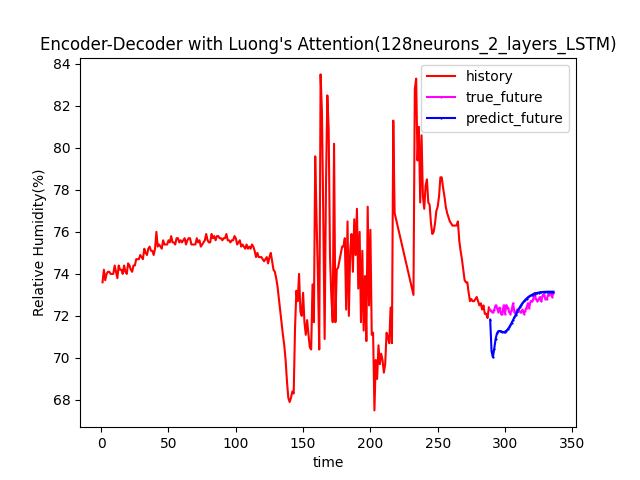 Encoder-Decoder with Luong's Attention(128neurons_2_layers_LSTM)
history
true_future
predict_future
Relative Humidity(%)
84
82
80
78
76
74
72
70
68
0 50 100 150 200 250 300 350
time